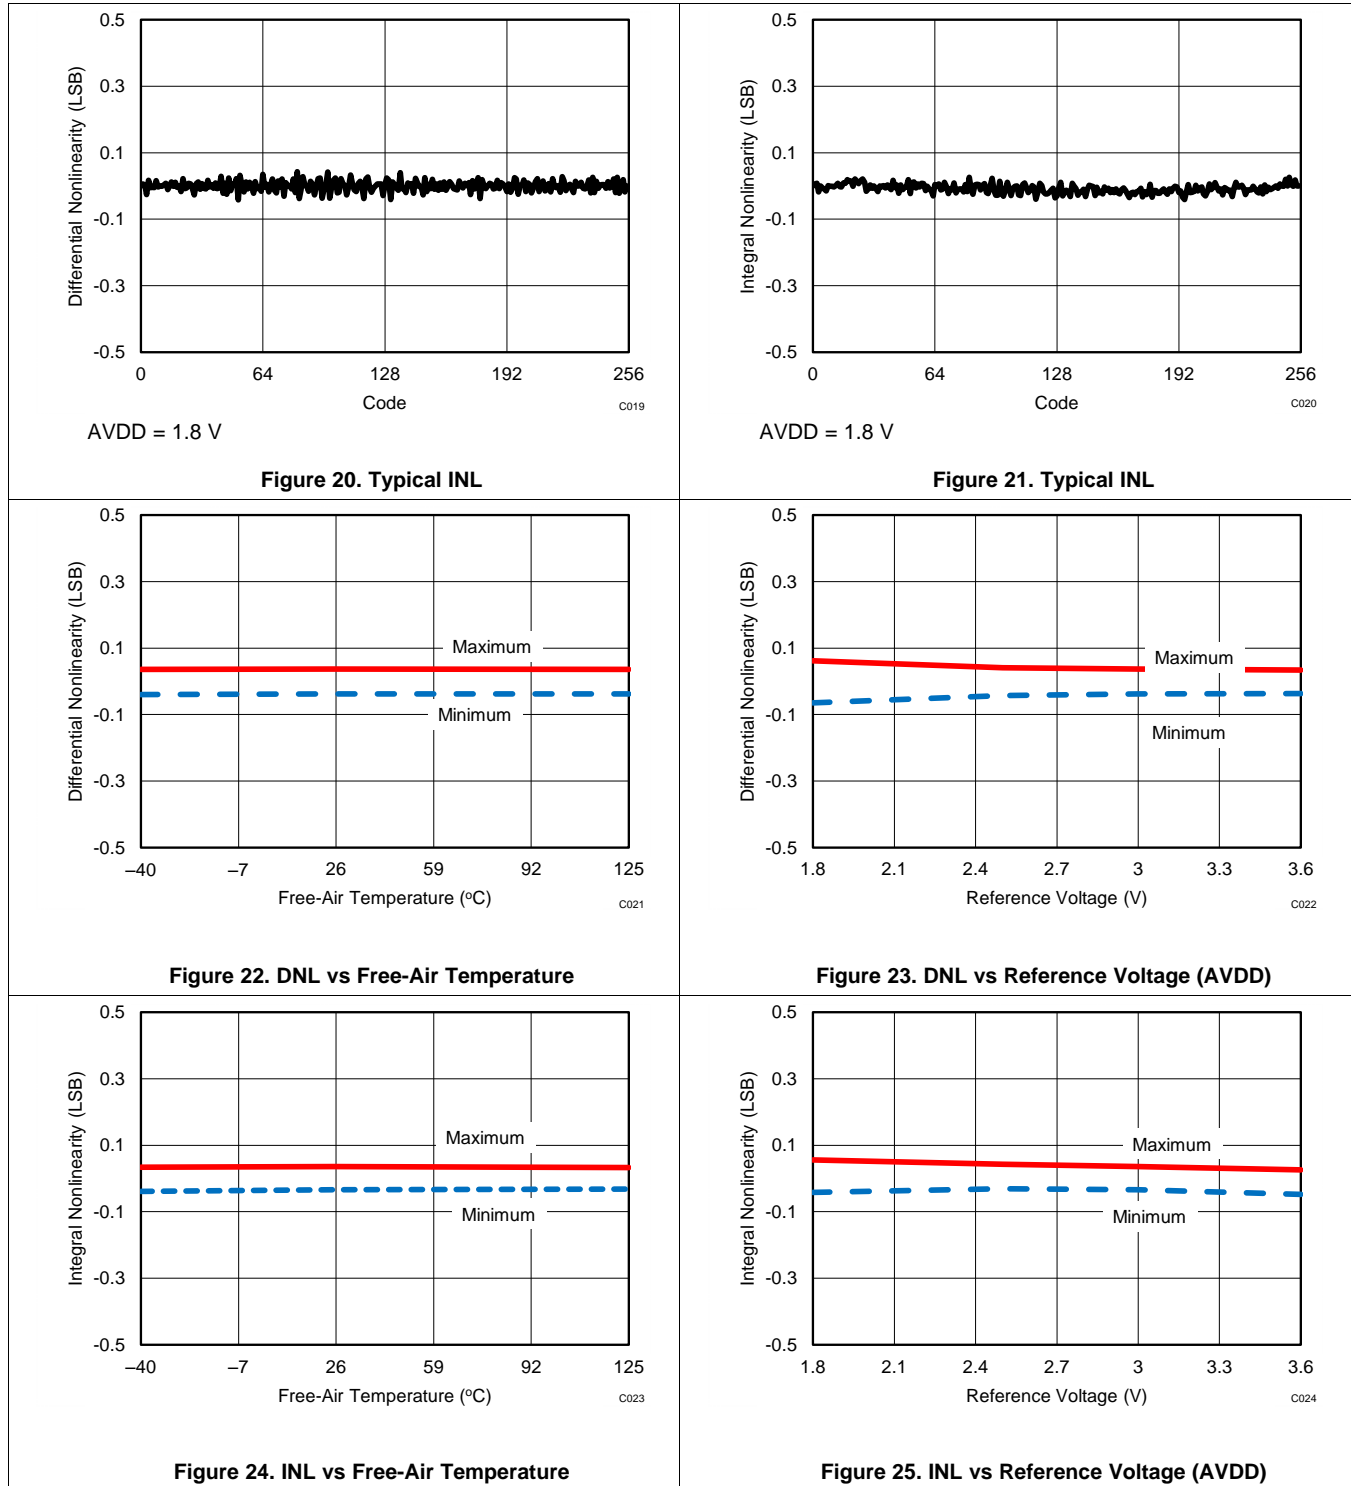 0.5
0.3
0.1
-0.1
-0.3
-0.5
Differential Nonlinearity (LSB)
0 64 128 192 256
Code
C019
AVDD = 1.8 V
Figure 20. Typical INL
0.5
0.3
0.1
-0.1
-0.3
-0.5
Integral Nonlinearity (LSB)
0 64 128 192 256
Code
C020
AVDD = 1.8 V
Figure 21. Typical INL
0.5
0.3
0.1
-0.1
-0.3
-0.5
Differential Nonlinearity (LSB)
Maximum
Minimum
–40 –7 26 59 92 125
Free-Air Temperature (oC)
C021
Figure 22. DNL vs Free-Air Temperature
0.5
0.3
0.1
-0.1
-0.3
-0.5
Differential Nonlinearity (LSB)
Maximum
Minimum
1.8 2.1 2.4 2.7 3 3.3 3.6
Reference Voltage (V)
C022
Figure 23. DNL vs Reference Voltage (AVDD)
0.5
0.3
0.1
-0.1
-0.3
-0.5
Integral Nonlinearity (LSB)
Maximum
Minimum
–40 –7 26 59 92 125
Free-Air Temperature (oC)
C023
Figure 24. INL vs Free-Air Temperature
0.5
0.3
0.1
-0.1
-0.3
-0.5
Integral Nonlinearity (LSB)
Maximum
Minimum
1.8 2.1 2.4 2.7 3 3.3 3.6
Reference Voltage (V)
C024
Figure 25. INL vs Reference Voltage (AVDD)